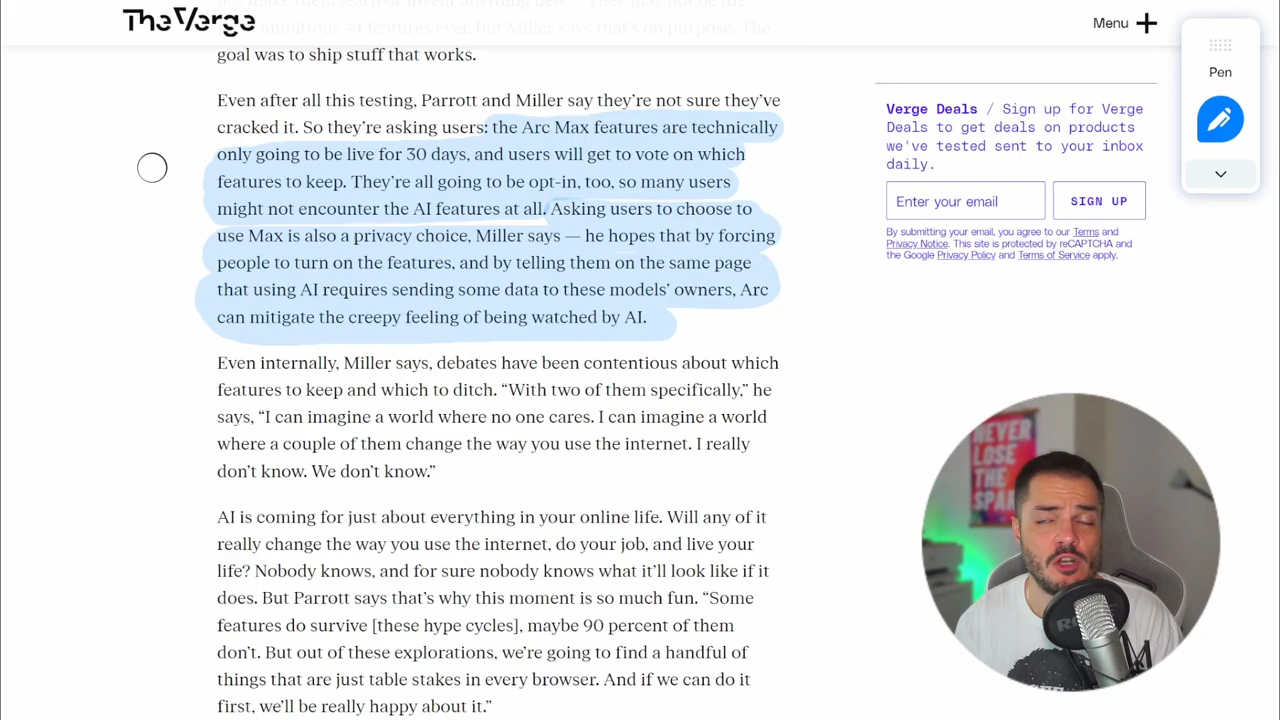 The Verge
Menu
Pen
goal was to ship stuff that works.
Even after all this testing, Parrott and Miller say they’re not sure they’ve
cracked it. So they’re asking users: the Arc Max features are technically
only going to be live for 30 days, and users will get to vote on which
features to keep. They’re all going to be opt-in, too, so many users
might not encounter the AI features at all. Asking users to choose to
use Max is also a privacy choice, Miller says — he hopes that by forcing
people to turn on the features, and by telling them on the same page
that using AI requires sending some data to these models’ owners, Arc
can mitigate the creepy feeling of being watched by AI.
Even internally, Miller says, debates have been contentious about which
features to keep and which to ditch. “With two of them specifically,” he
says, “I can imagine a world where no one cares. I can imagine a world
where a couple of them change the way you use the internet. I really
don’t know. We don’t know.”
AI is coming for just about everything in your online life. Will any of it
really change the way you use the internet, do your job, and live your
life? Nobody knows, and for sure nobody knows what it’ll look like if it
does. But Parrott says that’s why this moment is so much fun. “Some
features do survive [these hype cycles], maybe 90 percent of them
don’t. But out of these explorations, we’re going to find a handful of
things that are just table stakes in every browser. And if we can do it
first, we’ll be really happy about it.”
Verge Deals / Sign up for Verge
Deals to get deals on products
we've tested sent to your inbox
daily.
Enter your email
SIGN UP
By submitting your email, you agree to our Terms and
Privacy Notice. This site is protected by reCAPTCHA and
the Google Privacy Policy and Terms of Service apply.
NEVER
LOSE
THE
SPA